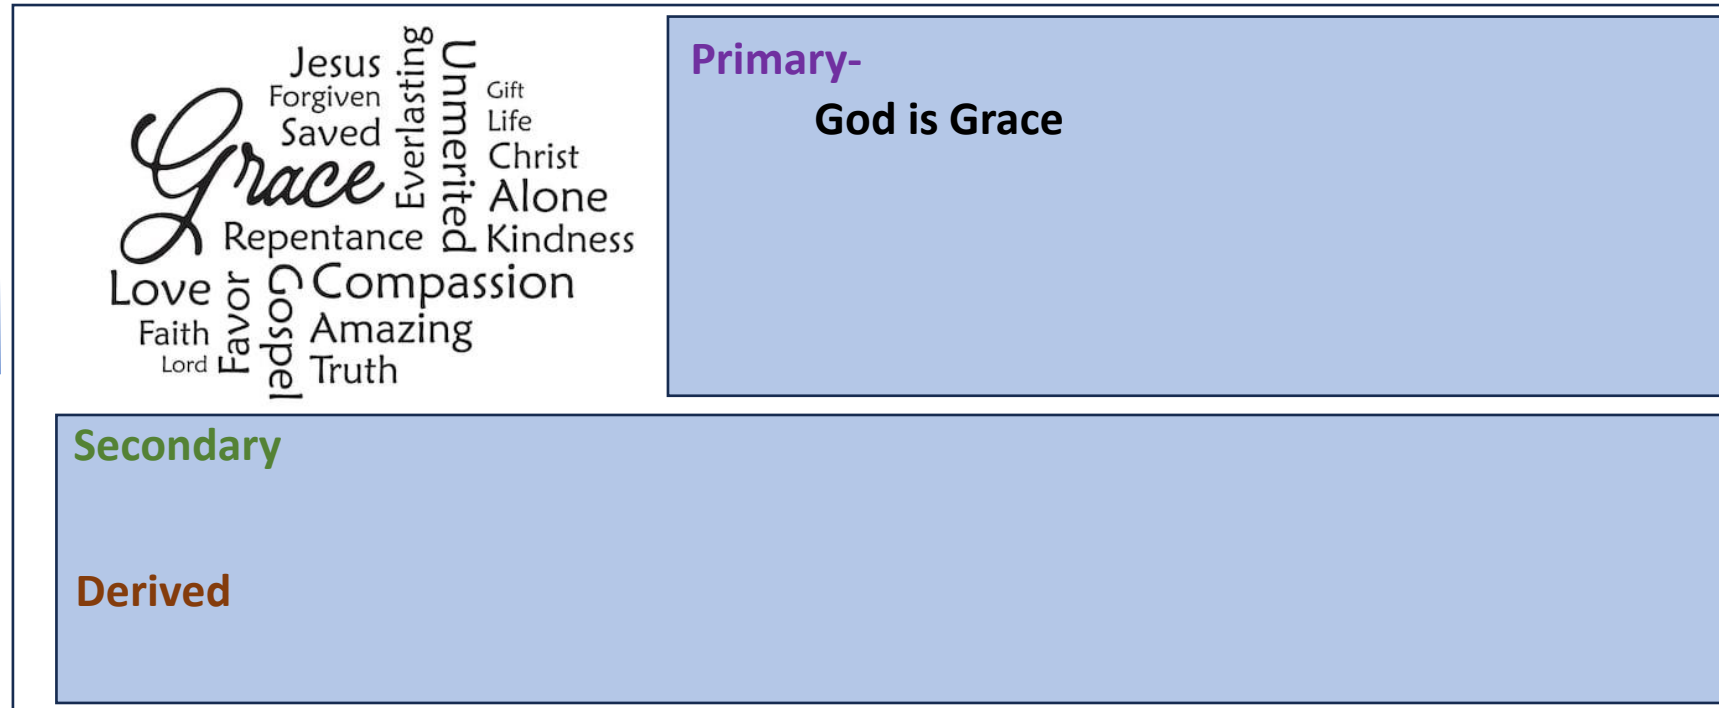 Jesus
Forgiven
Saved
Grace
Everlasting
Unmerited
Gift
Life
Christ
Alone
Repentance
Kindness
Love
Favor
Gospel
Compassion
Faith
Amazing
Lord
Truth
Primary-
God is Grace
Secondary
Derived